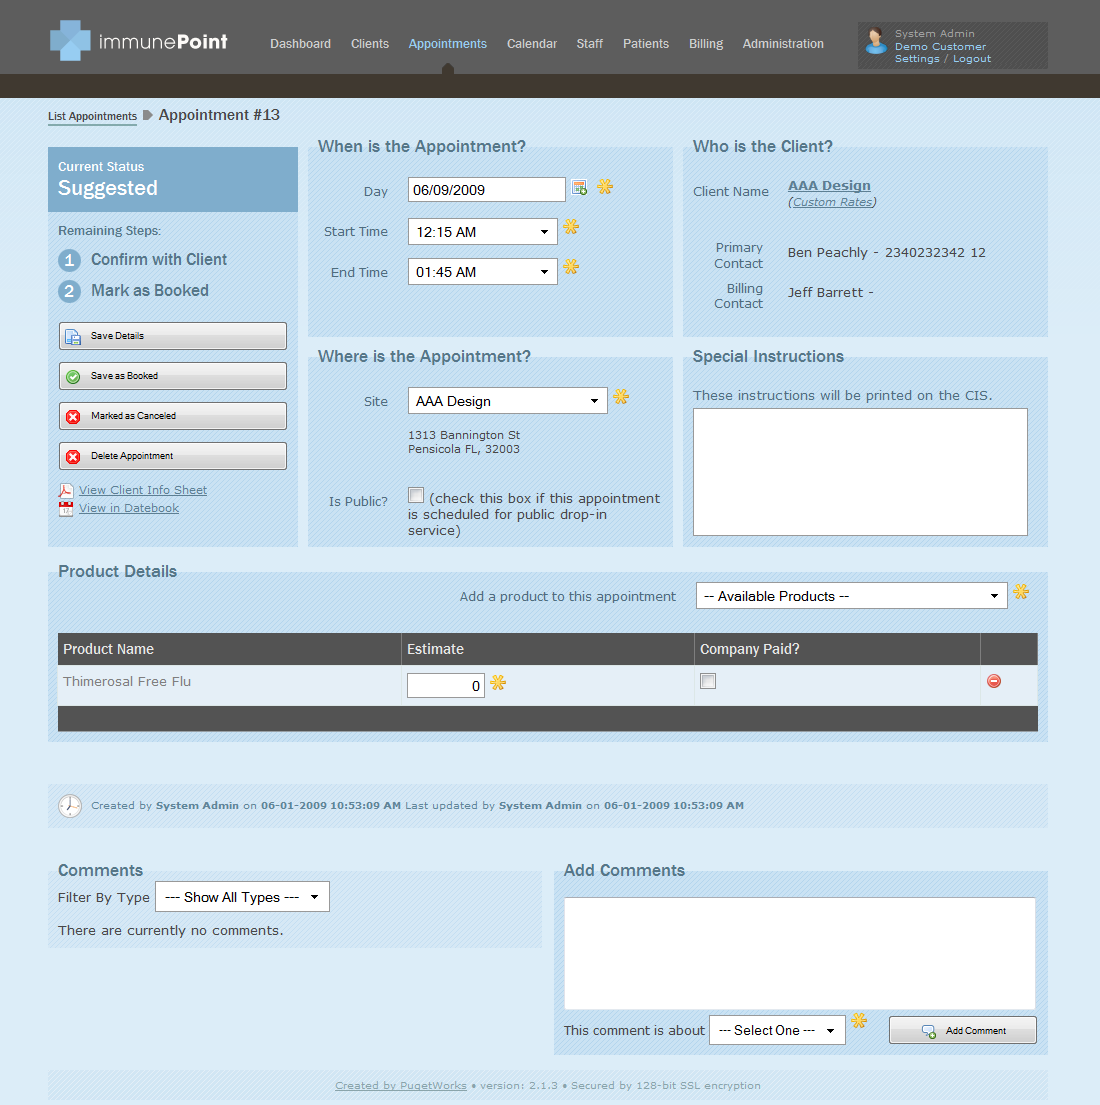 immunePoint
Dashboard Clients Appointments Calendar Staff Patients Billing Administration
System Admin
Demo Customer
Settings / Logout
List Appointments Appointment #13
Current Status
Suggested
Remaining Steps:
1 Confirm with Client
2 Mark as Booked
Save Details
Save as Booked
Marked as Canceled
Delete Appointment
View Client Info Sheet
View in Datebook
When is the Appointment?
Day 06/09/2009
Start Time 12:15 AM
End Time 01:45 AM
Who is the Client?
Client Name AAA Design
(Custom Rates)
Primary Contact Ben Peachly - 2340232342 12
Billing Contact Jeff Barrett -
Where is the Appointment?
Site AAA Design
1313 Bannington St
Pensicola FL, 32003
Is Public? (check this box if this appointment
is scheduled for public drop-in
service)
Special Instructions
These instructions will be printed on the CIS.
Product Details
Add a product to this appointment -- Available Products --
Product Name Estimate Company Paid?
Thimerosal Free Flu 0
Created by System Admin on 06-01-2009 10:53:09 AM Last updated by System Admin on 06-01-2009 10:53:09 AM
Comments
Filter By Type --- Show All Types ---
There are currently no comments.
Add Comments
This comment is about --- Select One --- Add Comment
Created by PugetWorks • version: 2.1.3 • Secured by 128-bit SSL encryption